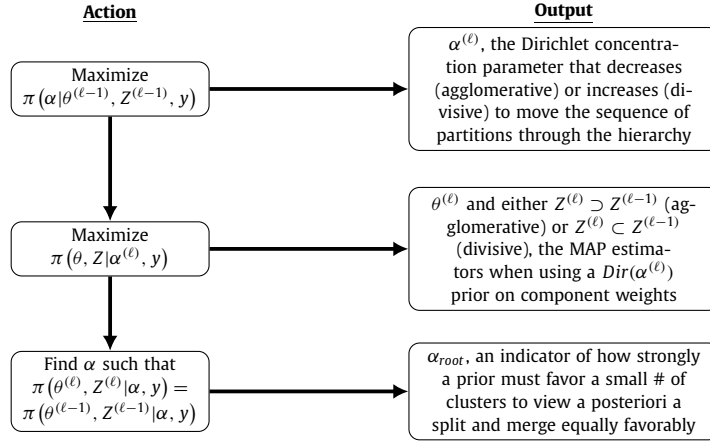 Action
Output
Maximize
π(α|θ^(ℓ−1), Z^(ℓ−1), y)
α^(ℓ), the Dirichlet concentra-
tion parameter that decreases
(agglomerative) or increases (di-
visive) to move the sequence of
partitions through the hierarchy
Maximize
π(θ, Z|α^(ℓ), y)
θ^(ℓ) and either Z^(ℓ) ⊃ Z^(ℓ−1) (ag-
glomerative) or Z^(ℓ) ⊂ Z^(ℓ−1)
(divisive), the MAP estima-
tors when using a Dir(α^(ℓ))
prior on component weights
Find α such that
π(θ^(ℓ), Z^(ℓ)|α, y) =
π(θ^(ℓ−1), Z^(ℓ−1)|α, y)
α_root, an indicator of how strongly
a prior must favor a small # of
clusters to view a posteriori a
split and merge equally favorably